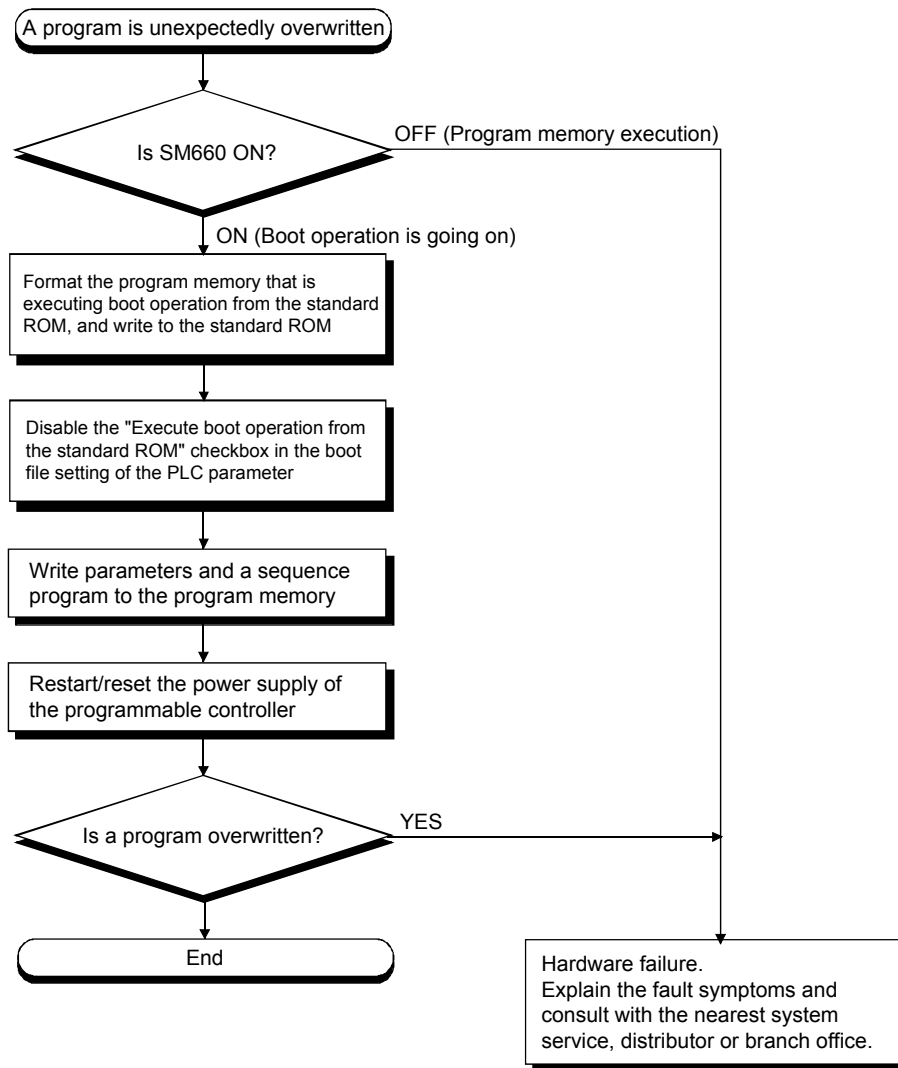 A program is unexpectedly overwritten
Is SM660 ON?
OFF (Program memory execution)
ON (Boot operation is going on)
Format the program memory that is
executing boot operation from the standard
ROM, and write to the standard ROM
Disable the "Execute boot operation from
the standard ROM" checkbox in the boot
file setting of the PLC parameter
Write parameters and a sequence
program to the program memory
Restart/reset the power supply of
the programmable controller
Is a program overwritten?
YES
End
Hardware failure.
Explain the fault symptoms and
consult with the nearest system
service, distributor or branch office.